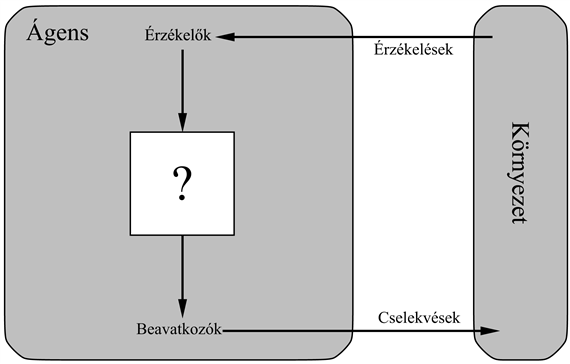 Ágens
Érzékelők
Érzékelések
Környezet
?
Beavatkozók
Cselekvések